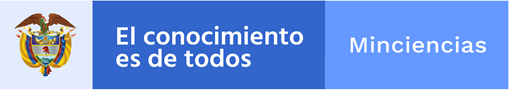 El conocimiento
es de todos
Minciencias